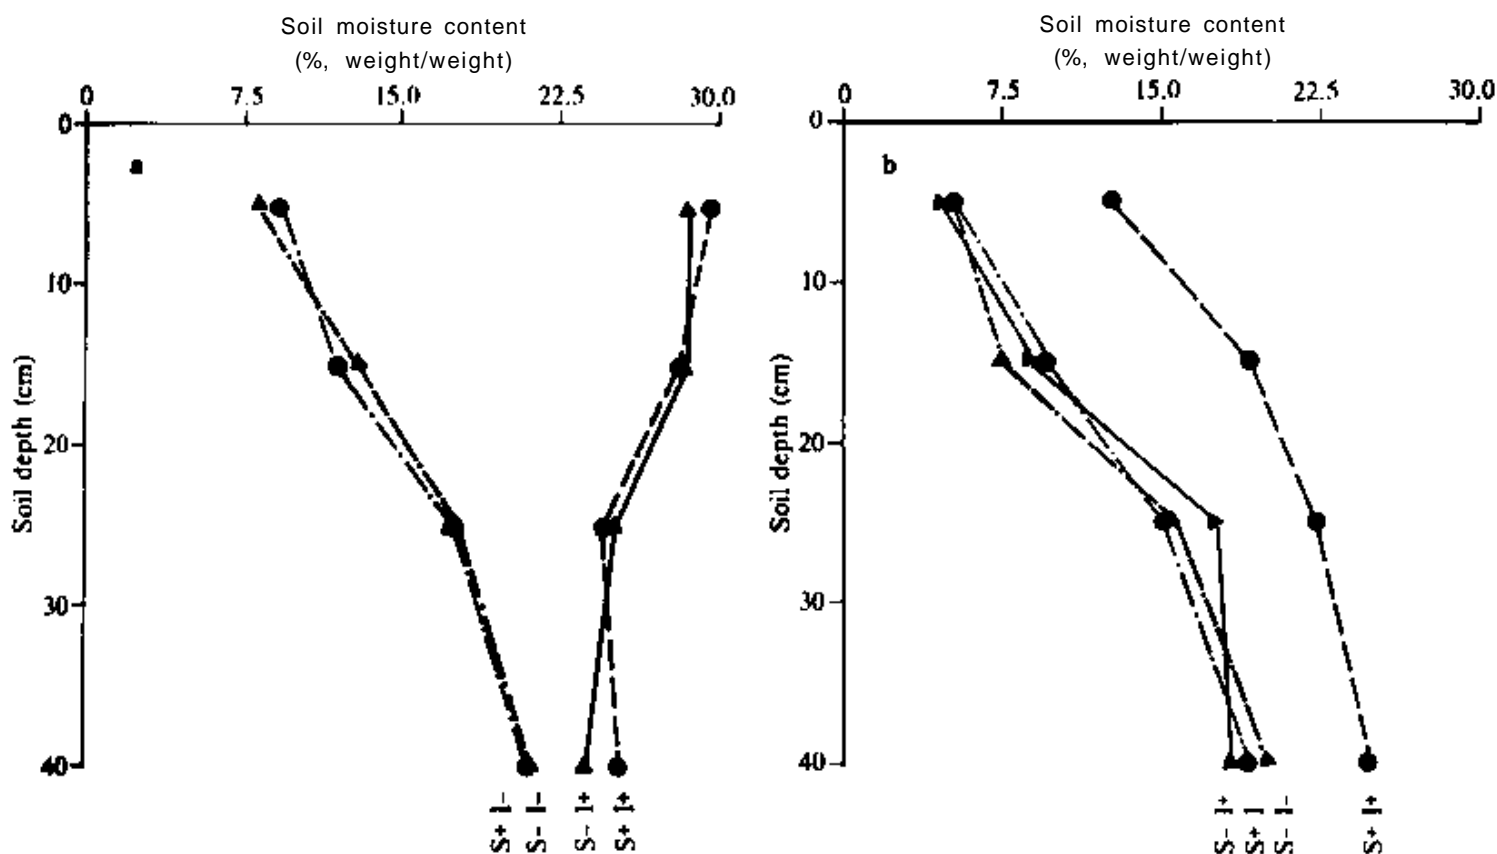 Soil moisture content
(%, weight/weight)
0 7.5 15.0 22.5 30.0
0
a
10
20
30
40
Soil depth (cm)
S+ I-
S- I-
S- I+
S+ I+
Soil moisture content
(%, weight/weight)
0 7.5 15.0 22.5 30.0
0
b
10
20
30
40
Soil depth (cm)
S- I+
S+ I
S- I-
S+ I+